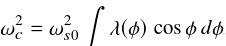 ω_c^2 = ω_{s0}^2 ∫ λ(ϕ) cos ϕ dϕ